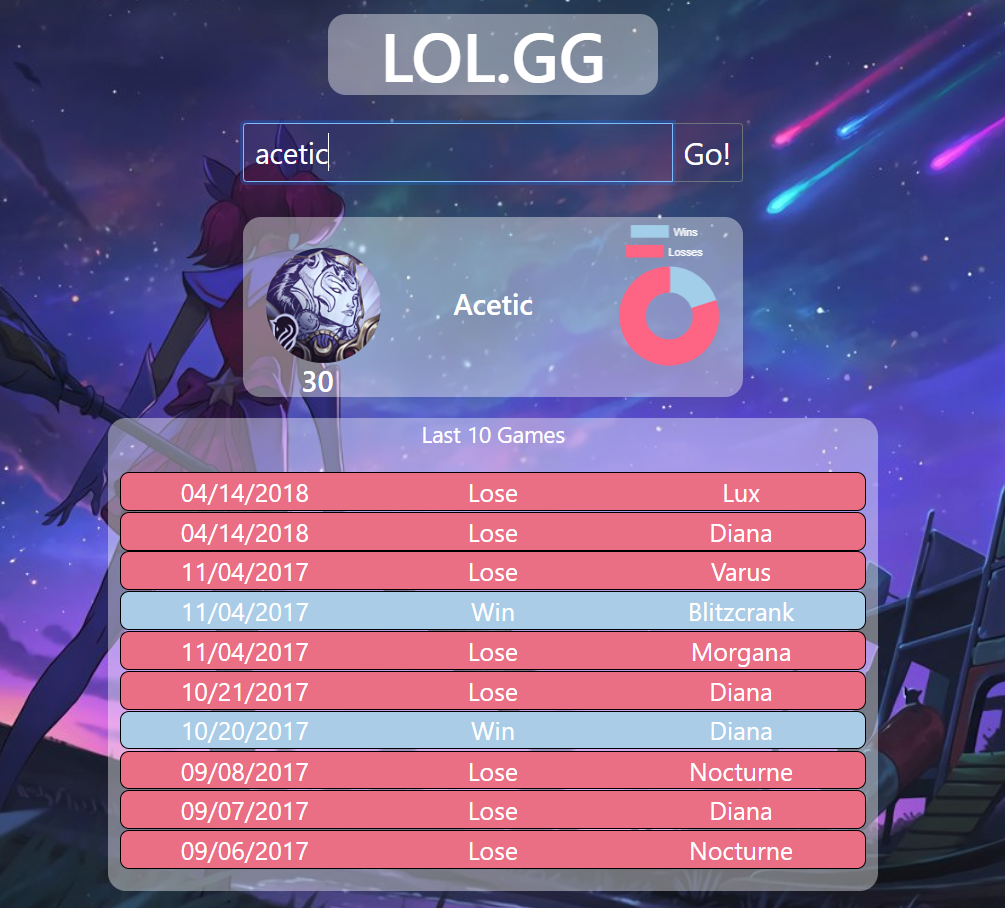 LOL.GG
acetic Go!
Wins
Losses
Acetic
30
Last 10 Games
04/14/2018 Lose Lux
04/14/2018 Lose Diana
11/04/2017 Lose Varus
11/04/2017 Win Blitzcrank
11/04/2017 Lose Morgana
10/21/2017 Lose Diana
10/20/2017 Win Diana
09/08/2017 Lose Nocturne
09/07/2017 Lose Diana
09/06/2017 Lose Nocturne